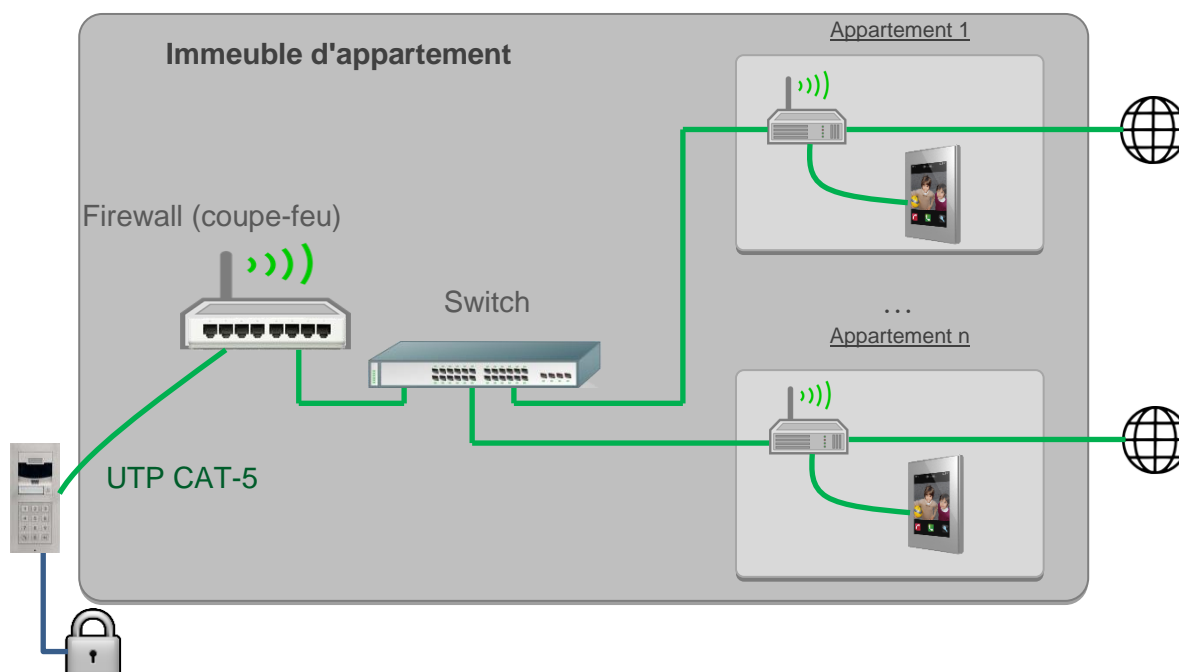 Appartement 1
Immeuble d'appartement
Firewall (coupe-feu)
Switch
...
Appartement n
UTP CAT-5